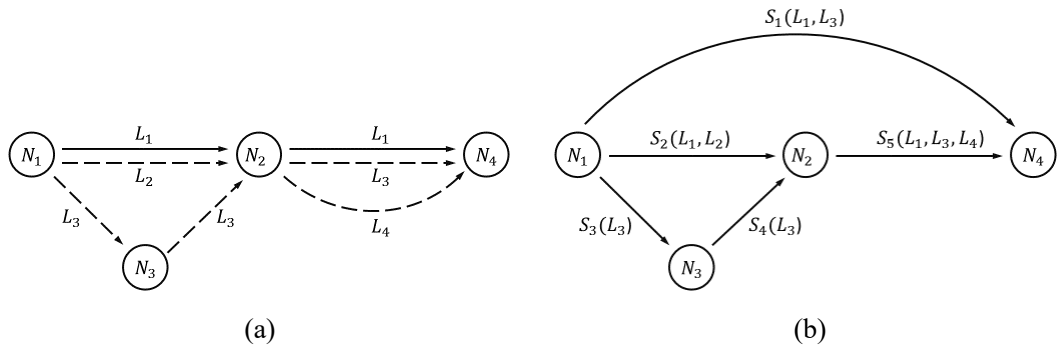 L₁
L₁
N₁
N₂
N₄
L₂
L₃
L₃
L₃
L₄
N₃
(a)
S₁(L₁, L₃)
S₂(L₁, L₂)
S₅(L₁, L₃, L₄)
N₁
N₂
N₄
S₃(L₃)
S₄(L₃)
N₃
(b)